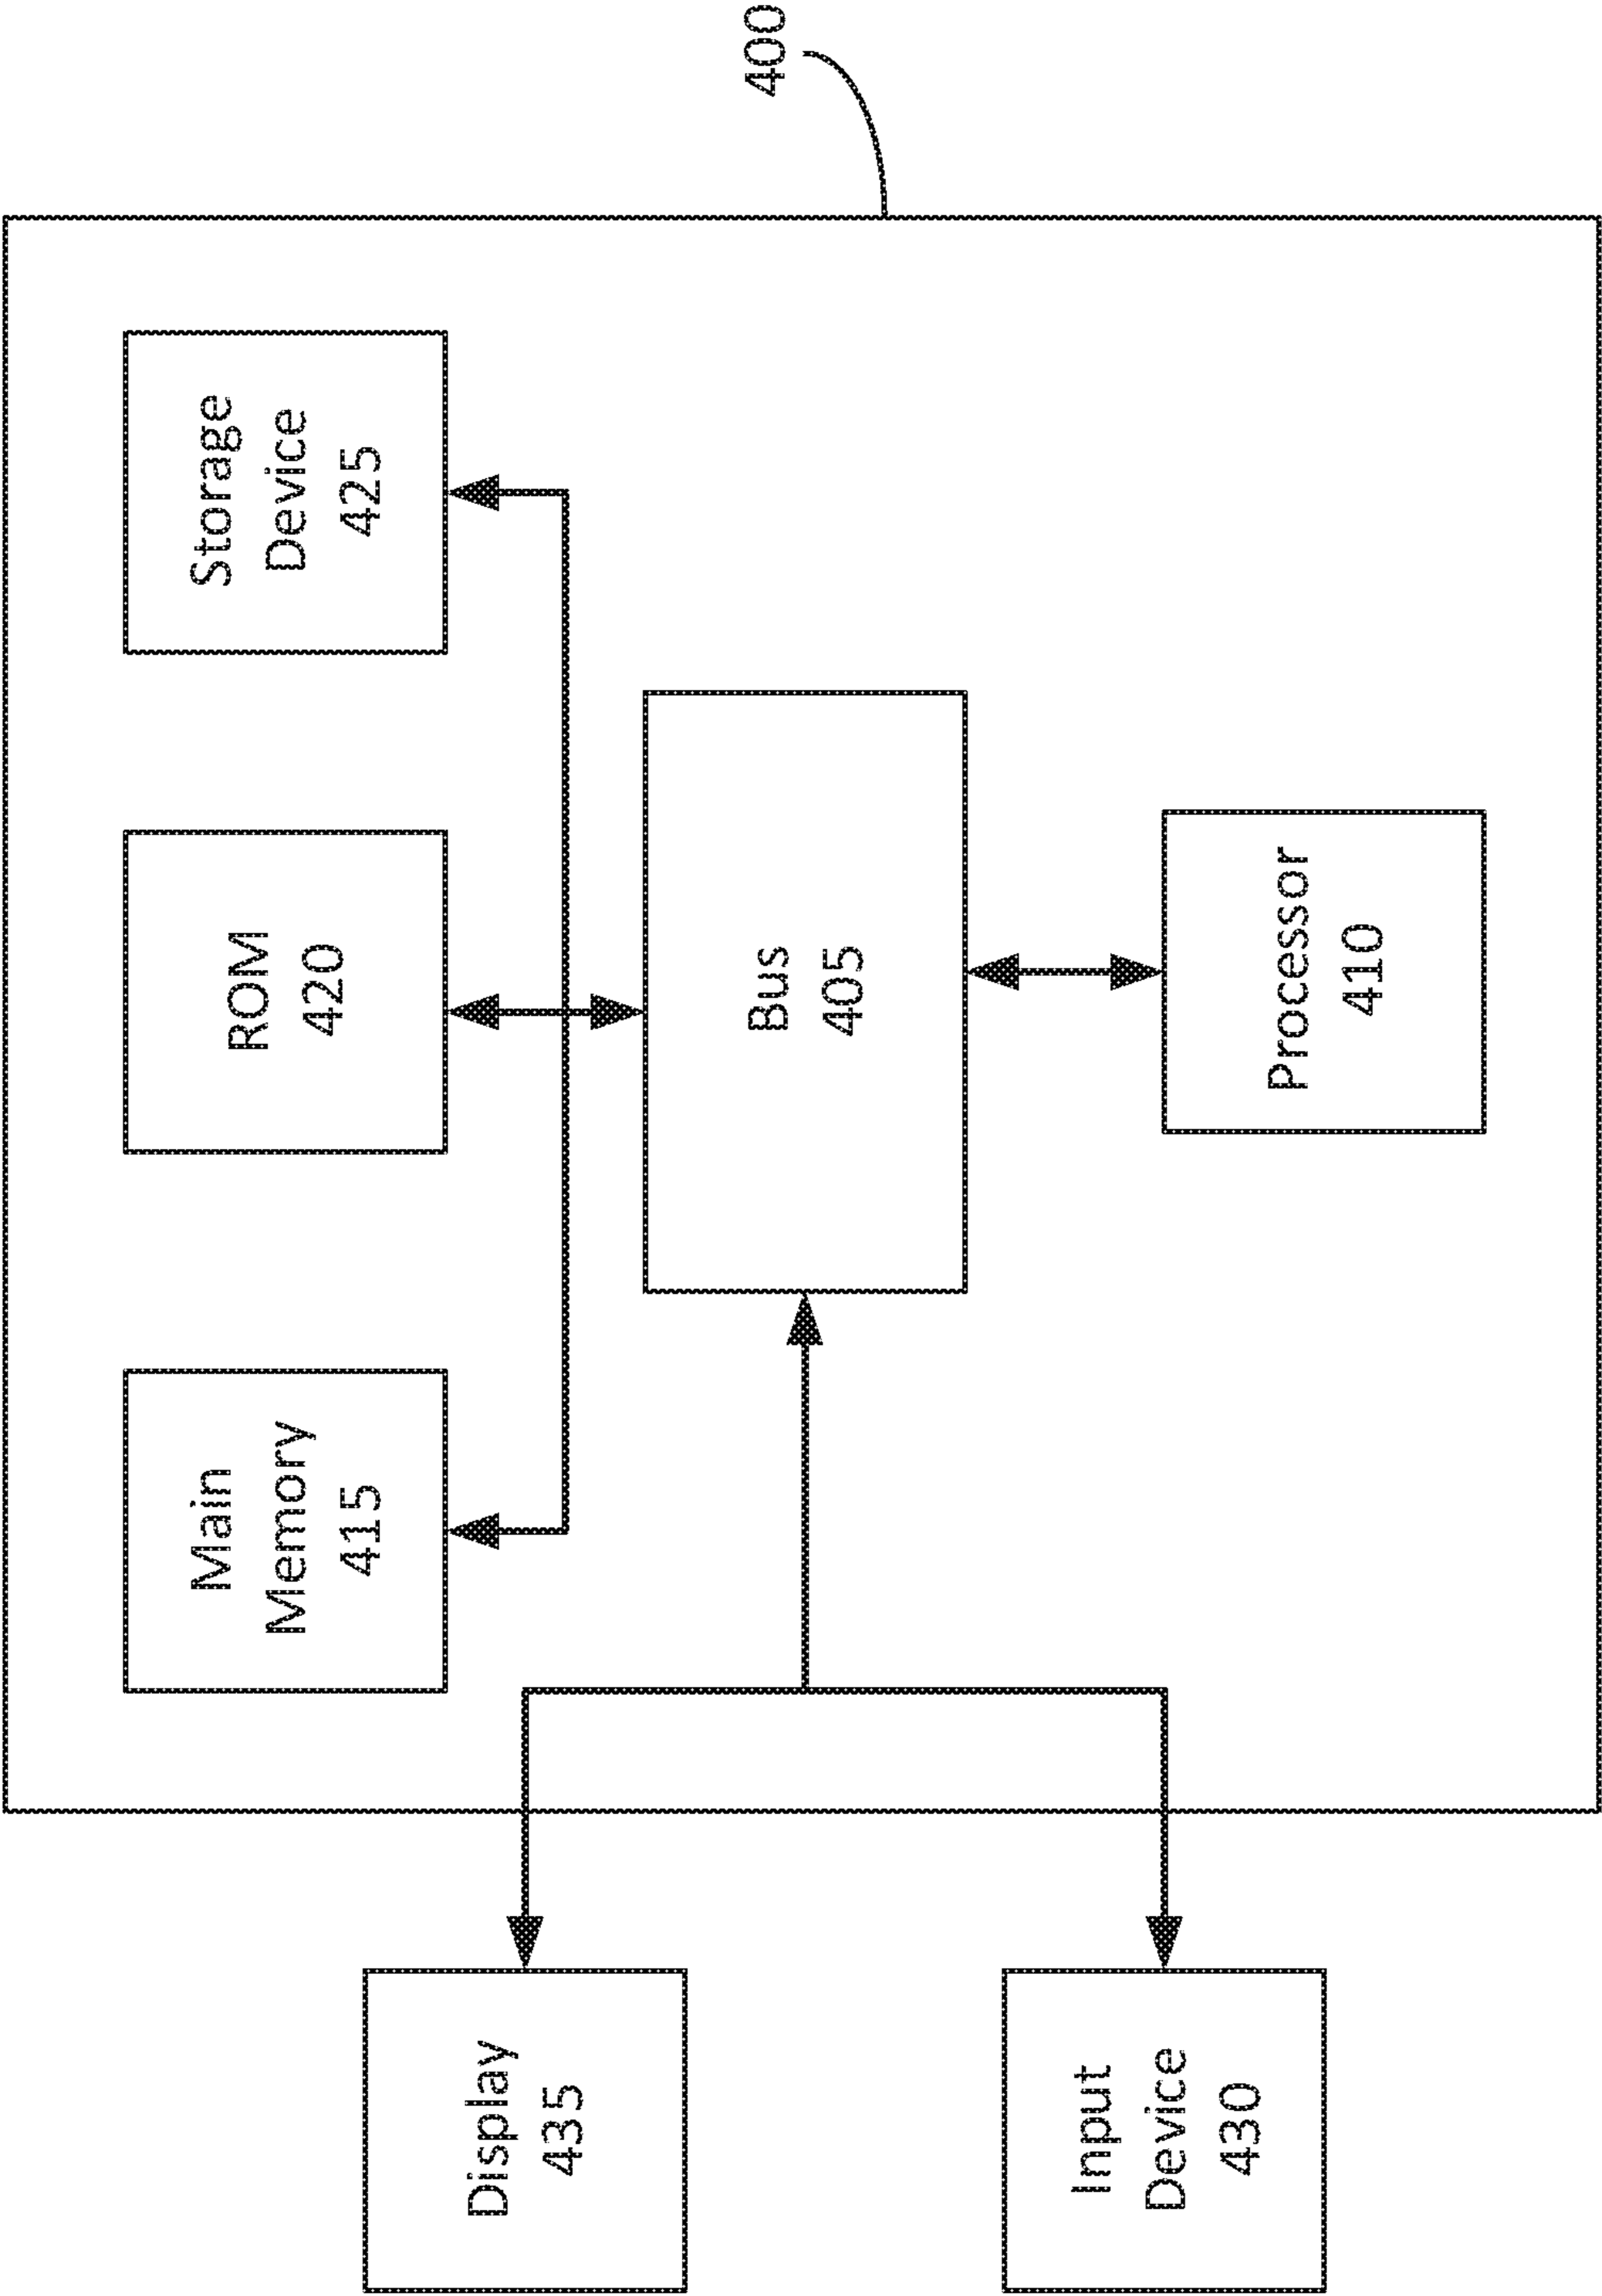 400
Main
Memory
415
ROM
420
Storage
Device
425
Display
435
Bus
405
Input
Device
430
Processor
410